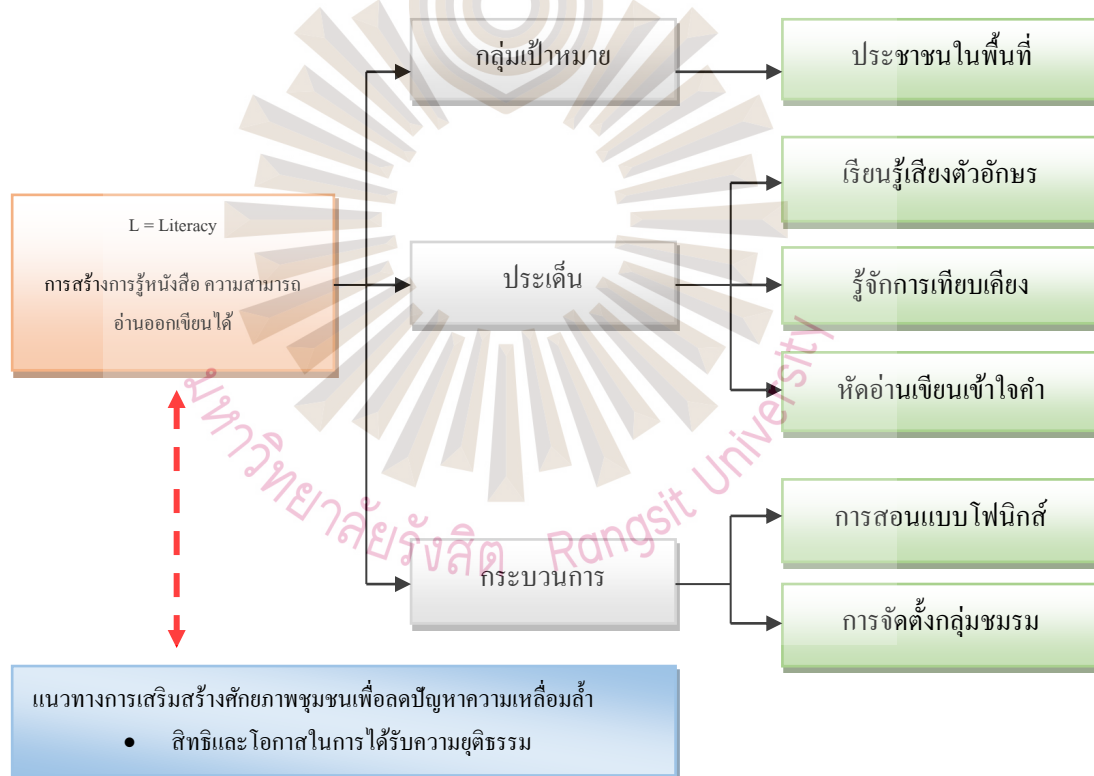 กลุ่มเป้าหมาย
ประชาชนในพื้นที่
L = Literacy
การสร้างการรู้หนังสือ ความสามารถ
อ่านออกเขียนได้
ประเด็น
เรียนรู้เสียงตัวอักษร
รู้จักการเทียบเคียง
หัดอ่านเขียนเข้าใจคำ
กระบวนการ
การสอนแบบโฟนิกส์
การจัดตั้งกลุ่มชมรม
แนวทางการเสริมสร้างศักยภาพชุมชนเพื่อลดปัญหาความเหลื่อมล้ำ
• สิทธิและโอกาสในการได้รับความยุติธรรม
มหาวิทยาลัยรังสิต Rangsit University